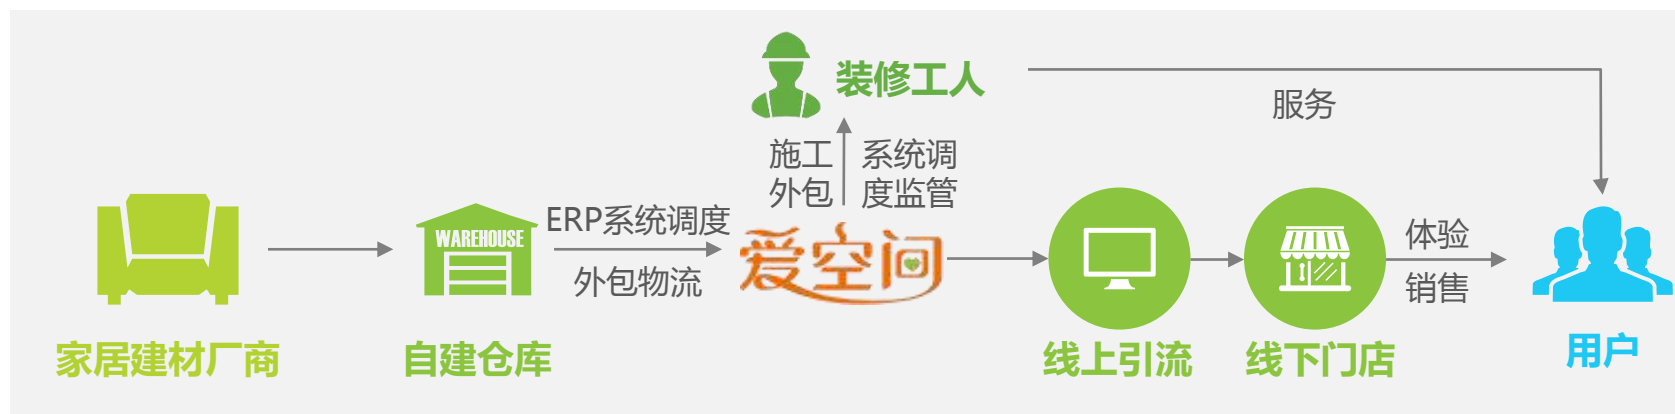 装修工人
服务
施工
外包
系统调
度监管
ERP系统调度
WAREHOUSE
外包物流
爱空间
体验
销售
家居建材厂商
自建仓库
线上引流
线下门店
用户